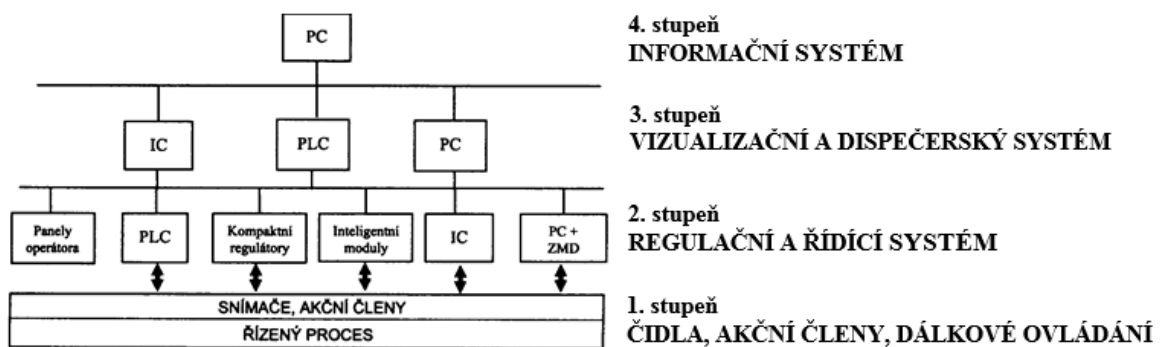 PC
4. stupeň
INFORMAČNÍ SYSTÉM
IC
PLC
PC
3. stupeň
VIZUALIZAČNÍ A DISPEČERSKÝ SYSTÉM
Panely
operátora
PLC
Kompaktní
regulátory
Inteligentní
moduly
IC
PC +
ZMD
2. stupeň
REGULAČNÍ A ŘÍDÍCÍ SYSTÉM
SNÍMAČE, AKČNÍ ČLENY
ŘÍZENÝ PROCES
1. stupeň
ČIDLA, AKČNÍ ČLENY, DÁLKOVÉ OVLÁDÁNÍ